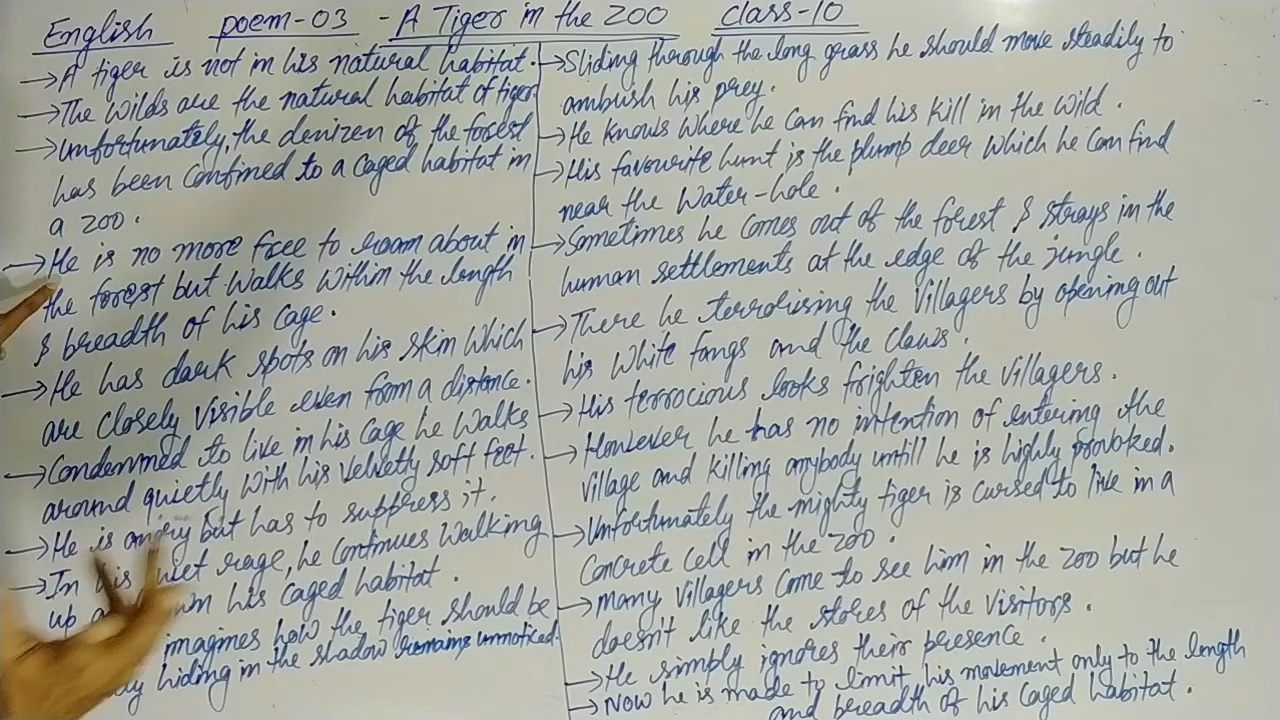 English poem-03 - A Tiger in the ZOO Class-10
→A tiger is not in his natural habitat.
→The wilds are the natural habitat of tiger.
→Unfortunately, the denizen of the forest
has been confined to a caged habitat in
a zoo.
→He is no more free to roam about in
the forest but walks within the length
& breadth of his cage.
→He has dark spots on his skin which
are closely visible even from a distance.
→Condemned to live in his cage he walks
around quietly with his velvetly soft feet.
→He is angry but has to suppress it.
→In his quiet rage, he continues walking
up his caged habitat.
imagines how the tiger should be
hiding in the shadow remains unnoticed.
→Sliding through the long grass he should move steadily to
ambush his prey.
→He knows where he can find his kill in the wild.
→His favourite hunt is the plump deer which he can find
near the water-hole.
→Sometimes he comes out of the forest & strays in the
human settlements at the edge of the jungle.
→There he terrolising the villagers by opening out
his white fangs and the claws.
→His ferrocious looks frighten the villagers.
→However he has no intention of entering the
village and killing anybody untill he is highly provoked.
→Unfortunately the mighty tiger is cursed to live in a
concrete cell in the zoo.
→many villagers come to see him in the zoo but he
doesn't like the stores of the visitors.
→He simply ignores their presence.
→Now he is made to limit his movement only to the length
and breadth of his caged habitat.